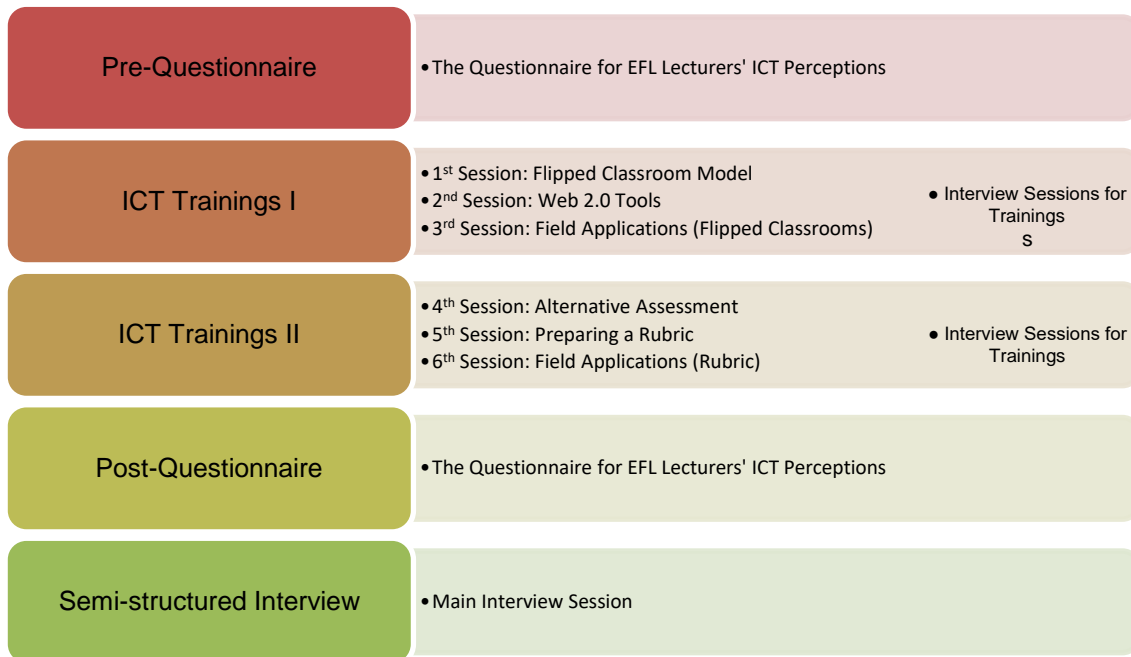 Pre-Questionnaire
•The Questionnaire for EFL Lecturers' ICT Perceptions
ICT Trainings I
•1st Session: Flipped Classroom Model
•2nd Session: Web 2.0 Tools
•3rd Session: Field Applications (Flipped Classrooms)
● Interview Sessions for
Trainings
s
ICT Trainings II
•4th Session: Alternative Assessment
•5th Session: Preparing a Rubric
•6th Session: Field Applications (Rubric)
● Interview Sessions for
Trainings
Post-Questionnaire
•The Questionnaire for EFL Lecturers' ICT Perceptions
Semi-structured Interview
•Main Interview Session